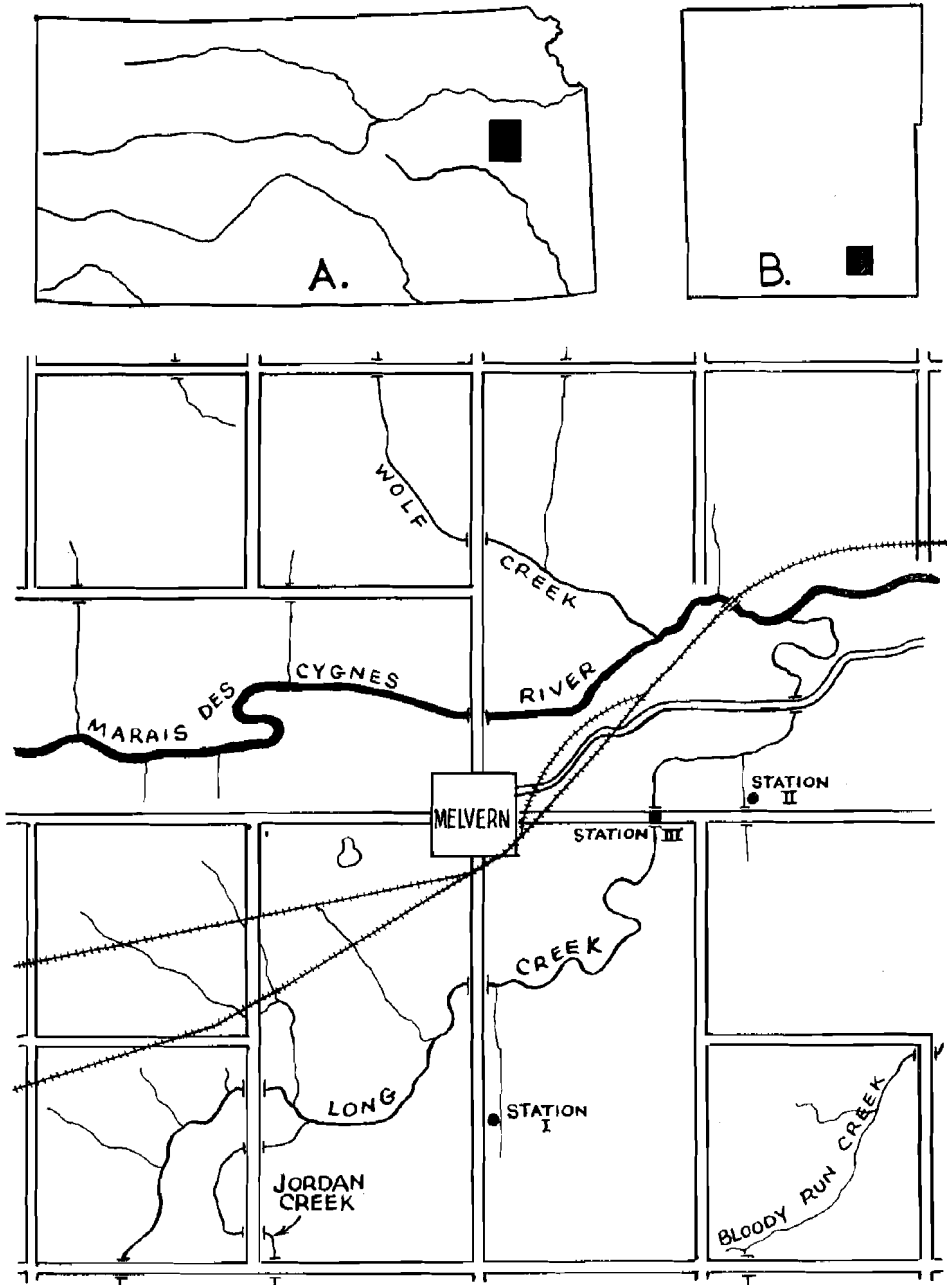 A.
B.
WOLF
CREEK
MARAIS DES CYGNES RIVER
MELVERN
STATION
II
STATION III
CREEK
LONG
STATION
I
JORDAN
CREEK
BLOODY RUN CREEK